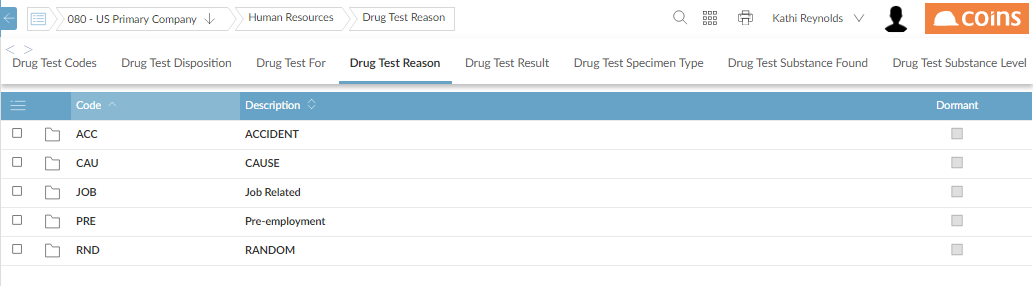 080 - US Primary Company
Human Resources
Drug Test Reason
Kathi Reynolds
coins
Drug Test Codes
Drug Test Disposition
Drug Test For
Drug Test Reason
Drug Test Result
Drug Test Specimen Type
Drug Test Substance Found
Drug Test Substance Level
Code Description Dormant
ACC ACCIDENT
CAU CAUSE
JOB Job Related
PRE Pre-employment
RND RANDOM